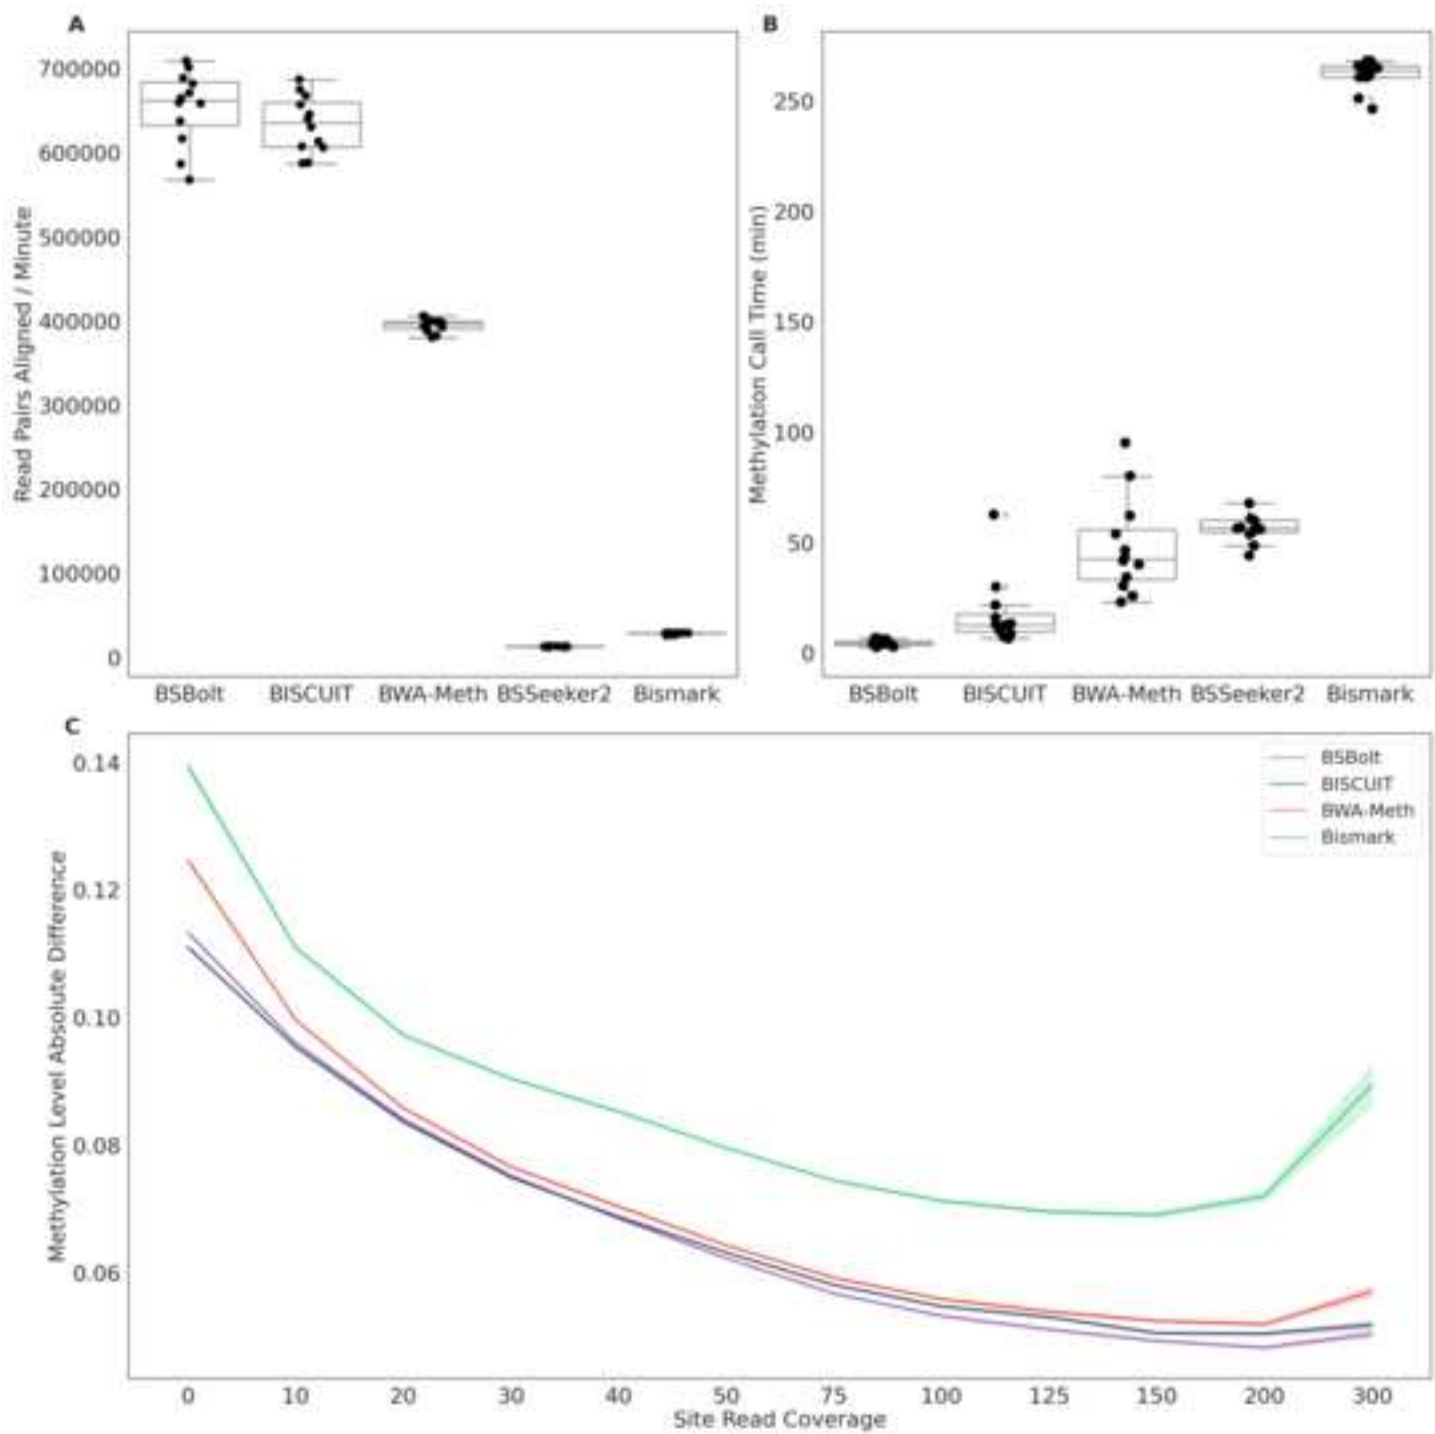 A
Read Pairs Aligned / Minute
700000
600000
500000
400000
300000
200000
100000
0
BSBolt BISCUIT BWA-Meth BSSeeker2 Bismark
B
Methylation Call Time (min)
250
200
150
100
50
0
BSBolt BISCUIT BWA-Meth BSSeeker2 Bismark
C
Methylation Level Absolute Difference
0.14
0.12
0.10
0.08
0.06
BSBolt
BISCUIT
BWA-Meth
Bismark
0 10 20 30 40 50 75 100 125 150 200 300
Site Read Coverage